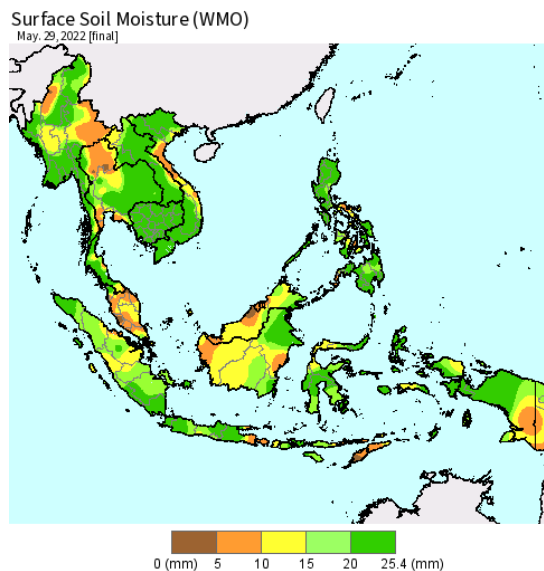 Surface Soil Moisture (WMO)
May. 29, 2022 [final]
0 (mm) 5 10 15 20 25.4 (mm)